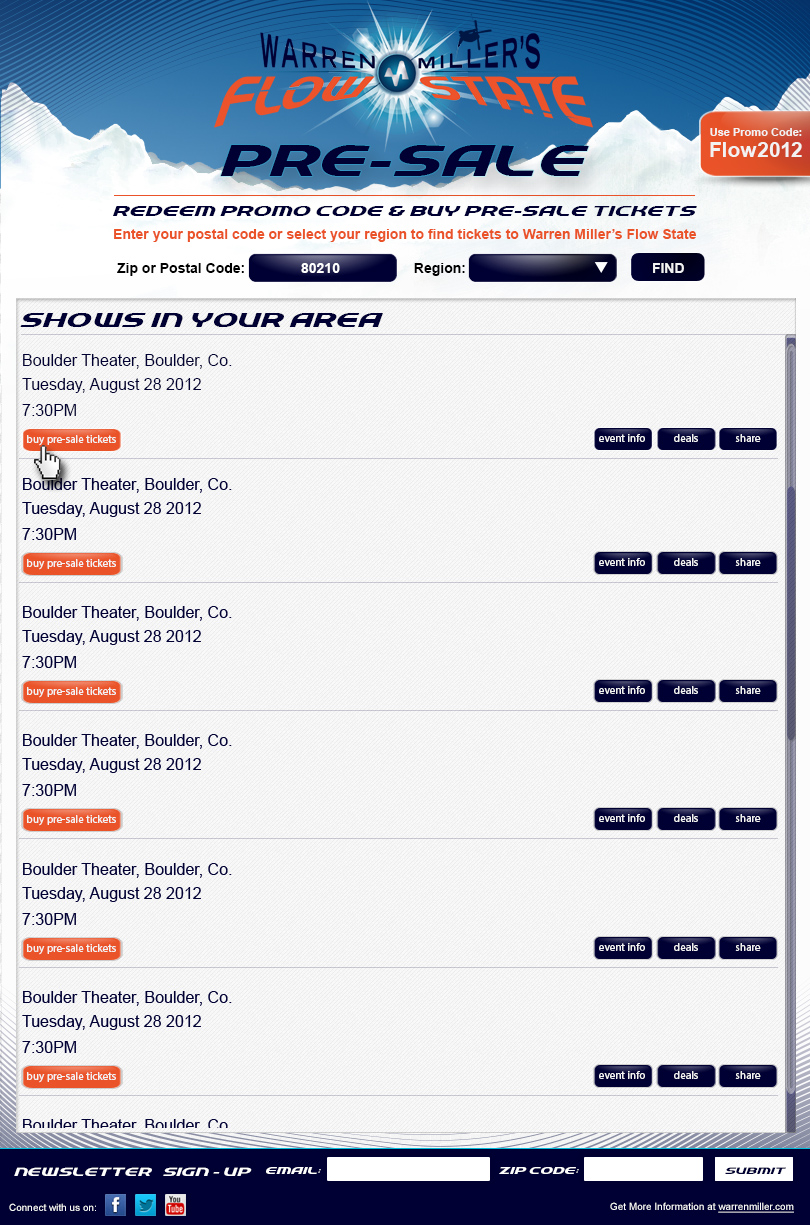 WARREN MILLER'S
FLOW STATE
PRE-SALE
Use Promo Code:
Flow2012
REDEEM PROMO CODE & BUY PRE-SALE TICKETS
Enter your postal code or select your region to find tickets to Warren Miller's Flow State
Zip or Postal Code: 80210 Region: FIND
SHOWS IN YOUR AREA
Boulder Theater, Boulder, Co.
Tuesday, August 28 2012
7:30PM
buy pre-sale tickets event info deals share
Boulder Theater, Boulder, Co.
Tuesday, August 28 2012
7:30PM
buy pre-sale tickets event info deals share
Boulder Theater, Boulder, Co.
Tuesday, August 28 2012
7:30PM
buy pre-sale tickets event info deals share
Boulder Theater, Boulder, Co.
Tuesday, August 28 2012
7:30PM
buy pre-sale tickets event info deals share
Boulder Theater, Boulder, Co.
Tuesday, August 28 2012
7:30PM
buy pre-sale tickets event info deals share
Boulder Theater, Boulder, Co.
Tuesday, August 28 2012
7:30PM
buy pre-sale tickets event info deals share
Boulder Theater, Boulder, Co.
NEWSLETTER SIGN-UP EMAIL: ZIP CODE: SUBMIT
Connect with us on: f You Tube Get More Information at warrenmiller.com